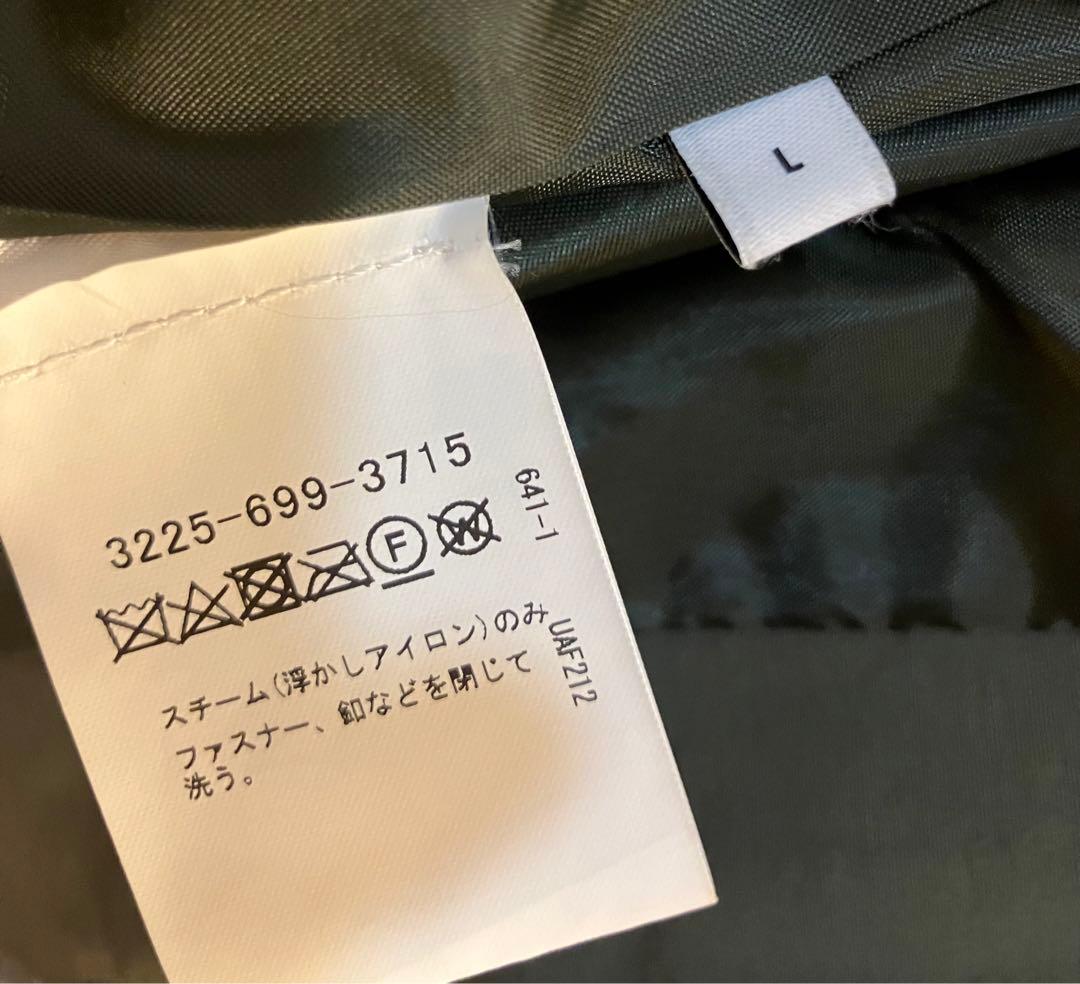 L
3225-699-3715
F
W
641-1
UAF212
スチーム(浮かしアイロン)のみ
ファスナー、釦などを閉じて
洗う。